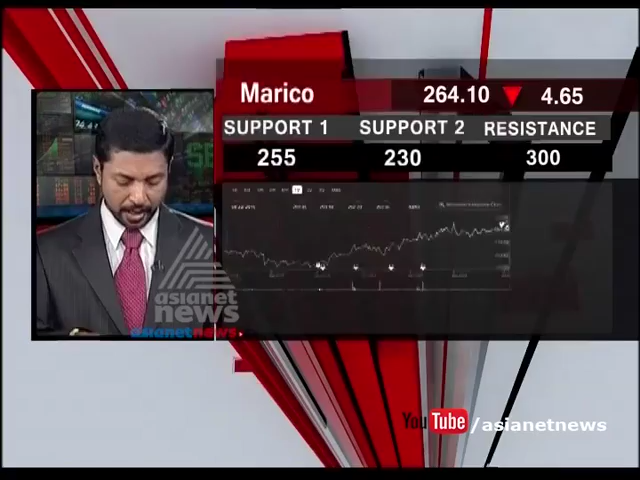 Marico 264.10 ▼ 4.65
SUPPORT 1 SUPPORT 2 RESISTANCE
255 230 300
asianet
news
asianetnews.
YouTube /asianetnews